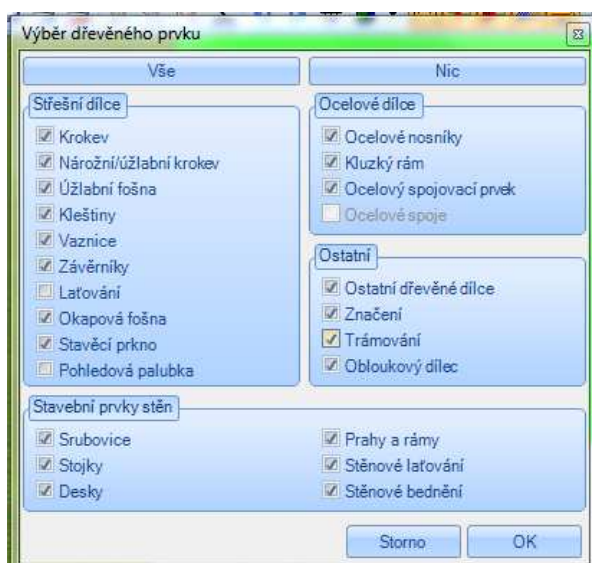 Výběr dřevěného prvku
Vše
Nic
Střešní dílce
Krokev
Nárožní/úžlabní krokev
Úžlabní fošna
Kleštiny
Vaznice
Závěrníky
Laťování
Okapová fošna
Stavěcí prkno
Pohledová palubka
Ocelové dílce
Ocelové nosníky
Kluzký rám
Ocelový spojovací prvek
Ocelové spoje
Ostatní
Ostatní dřevěné dílce
Značení
Trámování
Obloukový dílec
Stavební prvky stěn
Srubovice
Stojky
Desky
Prahy a rámy
Stěnové laťování
Stěnové bednění
Storno
OK